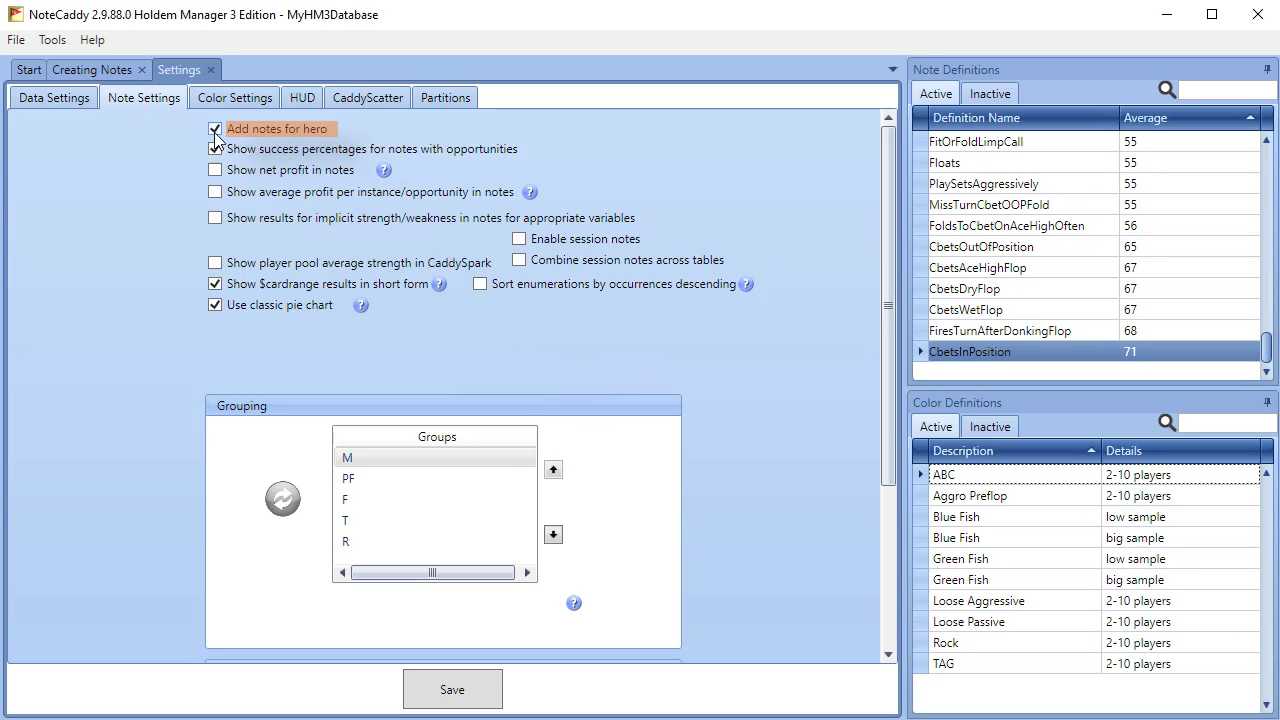 NoteCaddy 2.9.88.0 Holdem Manager 3 Edition - MyHM3Database
File Tools Help
Start Creating Notes Settings
Data Settings Note Settings Color Settings HUD CaddyScatter Partitions
Add notes for hero
Show success percentages for notes with opportunities
Show net profit in notes
Show average profit per instance/opportunity in notes
Show results for implicit strength/weakness in notes for appropriate variables
Enable session notes
Show player pool average strength in CaddySpark Combine session notes across tables
Show $cardrange results in short form Sort enumerations by occurrences descending
Use classic pie chart
Grouping
Groups
M
PF
F
T
R
Save
Note Definitions
Active Inactive
Definition Name Average
FitOrFoldLimpCall 55
Floats 55
PlaySetsAggressively 55
MissTurnCbetOOPFold 55
FoldsToCbetOnAceHighOften 56
CbetsOutOfPosition 65
CbetsAceHighFlop 67
CbetsDryFlop 67
CbetsWetFlop 67
FiresTurnAfterDonkingFlop 68
CbetsInPosition 71
Color Definitions
Active Inactive
Description Details
ABC 2-10 players
Aggro Preflop 2-10 players
Blue Fish low sample
Blue Fish big sample
Green Fish low sample
Green Fish big sample
Loose Aggressive 2-10 players
Loose Passive 2-10 players
Rock 2-10 players
TAG 2-10 players